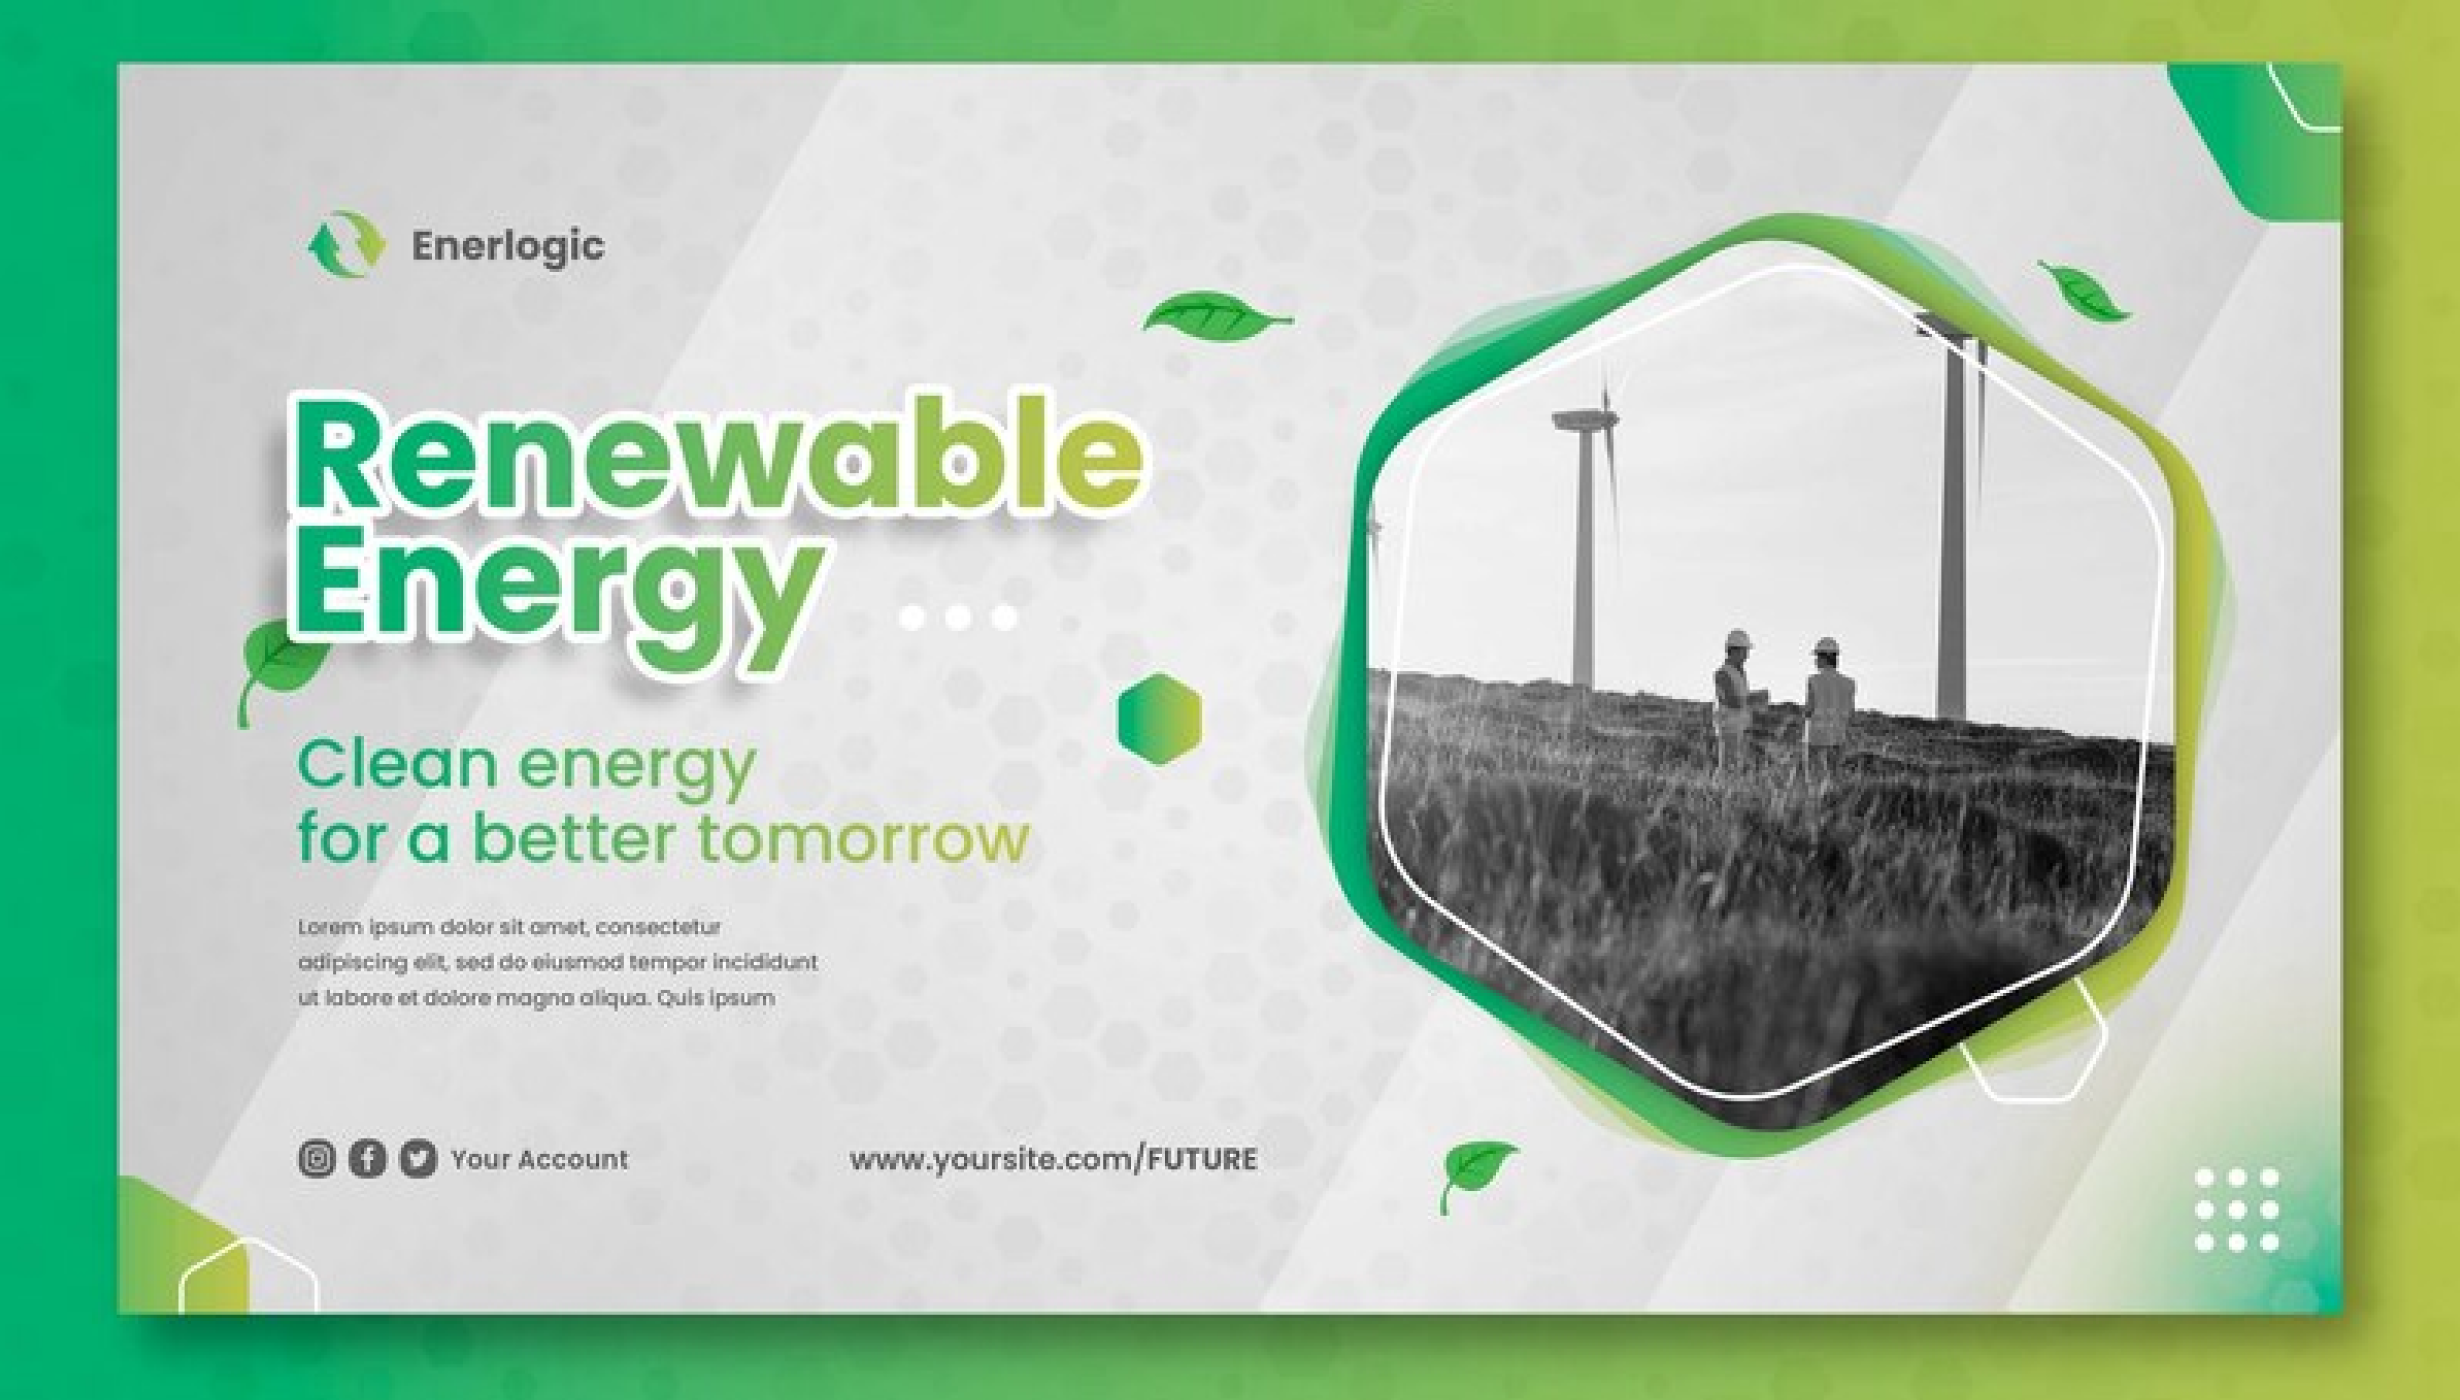 Enerlogic
Renewable
Energy
Clean energy
for a better tomorrow
Lorem ipsum dolor sit amet, consectetur
adipiscing elit, sed do eiusmod tempor incididunt
ut labore et dolore magna aliqua. Quis ipsum
Your Account
www.yoursite.com/FUTURE